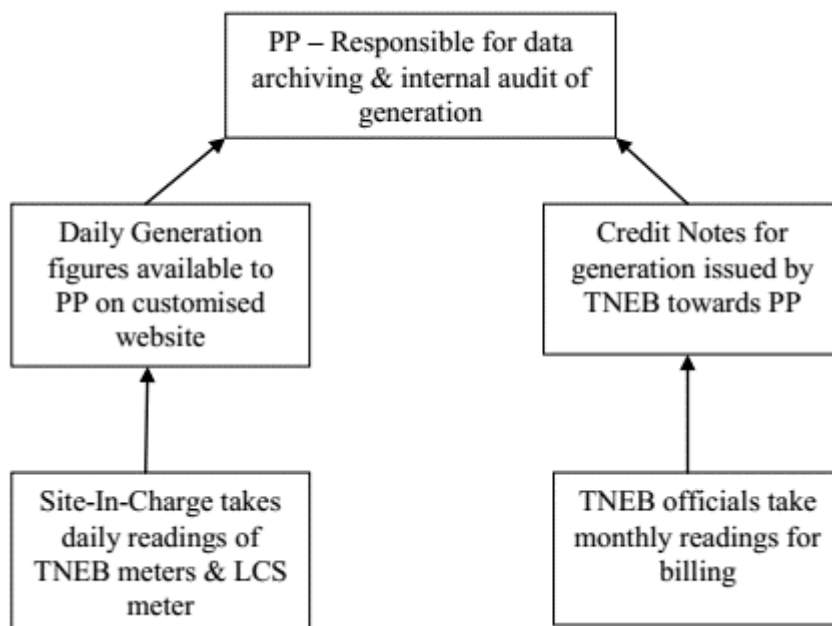 PP – Responsible for data
archiving & internal audit of
generation
Daily Generation
figures available to
PP on customised
website
Credit Notes for
generation issued by
TNEB towards PP
Site-In-Charge takes
daily readings of
TNEB meters & LCS
meter
TNEB officials take
monthly readings for
billing